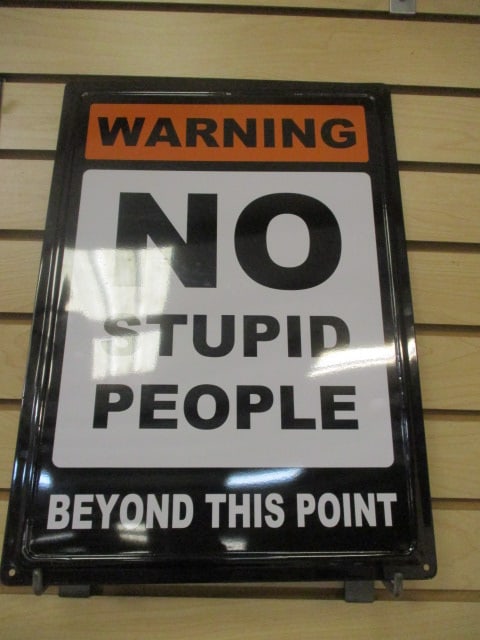 WARNING
NO
STUPID
PEOPLE
BEYOND THIS POINT